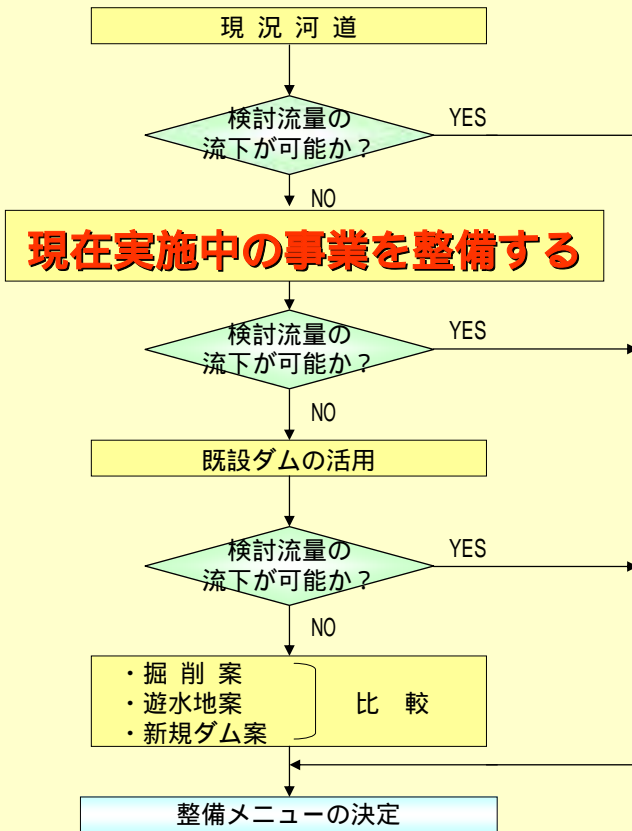 現 況 河 道
検討流量の
流下が可能か？
YES
NO
現在実施中の事業を整備する
検討流量の
流下が可能か？
YES
NO
既設ダムの活用
検討流量の
流下が可能か？
YES
NO
・掘 削 案
・遊水地案
・新規ダム案
比 較
整備メニューの決定